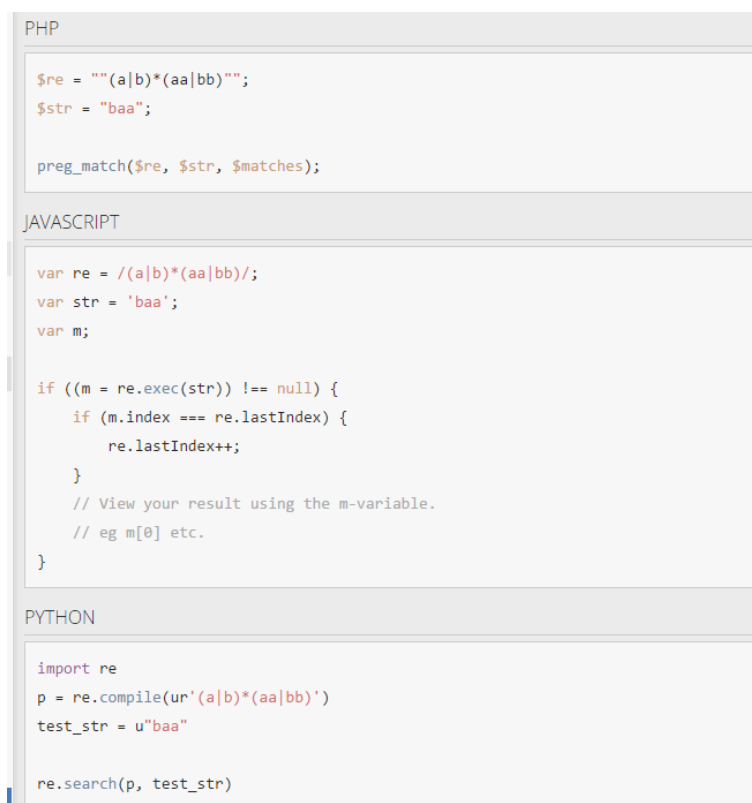 PHP
$re = ""(a|b)*(aa|bb)"";
$str = "baa";
preg_match($re, $str, $matches);
JAVASCRIPT
var re = /(a|b)*(aa|bb)/;
var str = 'baa';
var m;
if ((m = re.exec(str)) !== null) {
    if (m.index === re.lastIndex) {
        re.lastIndex++;
    }
    // View your result using the m-variable.
    // eg m[0] etc.
}
PYTHON
import re
p = re.compile(ur'(a|b)*(aa|bb)')
test_str = u"baa"
re.search(p, test_str)